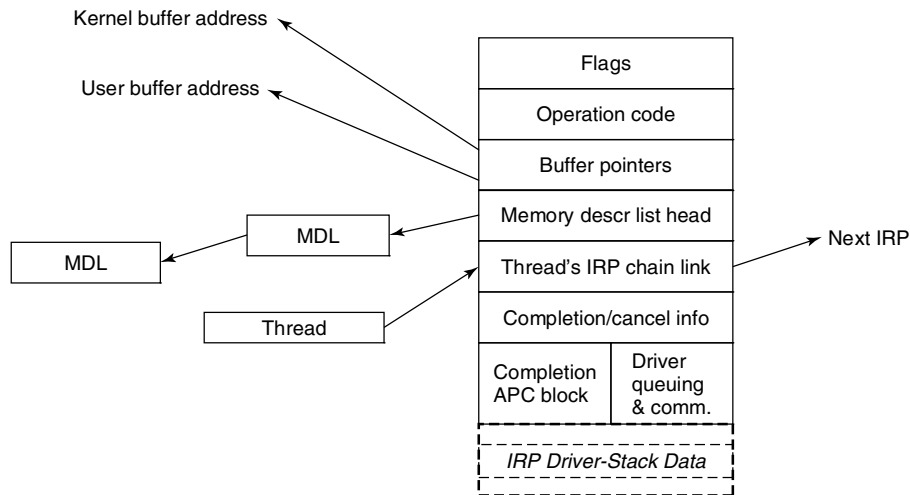 Kernel buffer address
User buffer address
Flags
Operation code
Buffer pointers
Memory descr list head
MDL
MDL
Thread's IRP chain link
Next IRP
Thread
Completion/cancel info
Completion
APC block
Driver
queuing
& comm.
IRP Driver-Stack Data